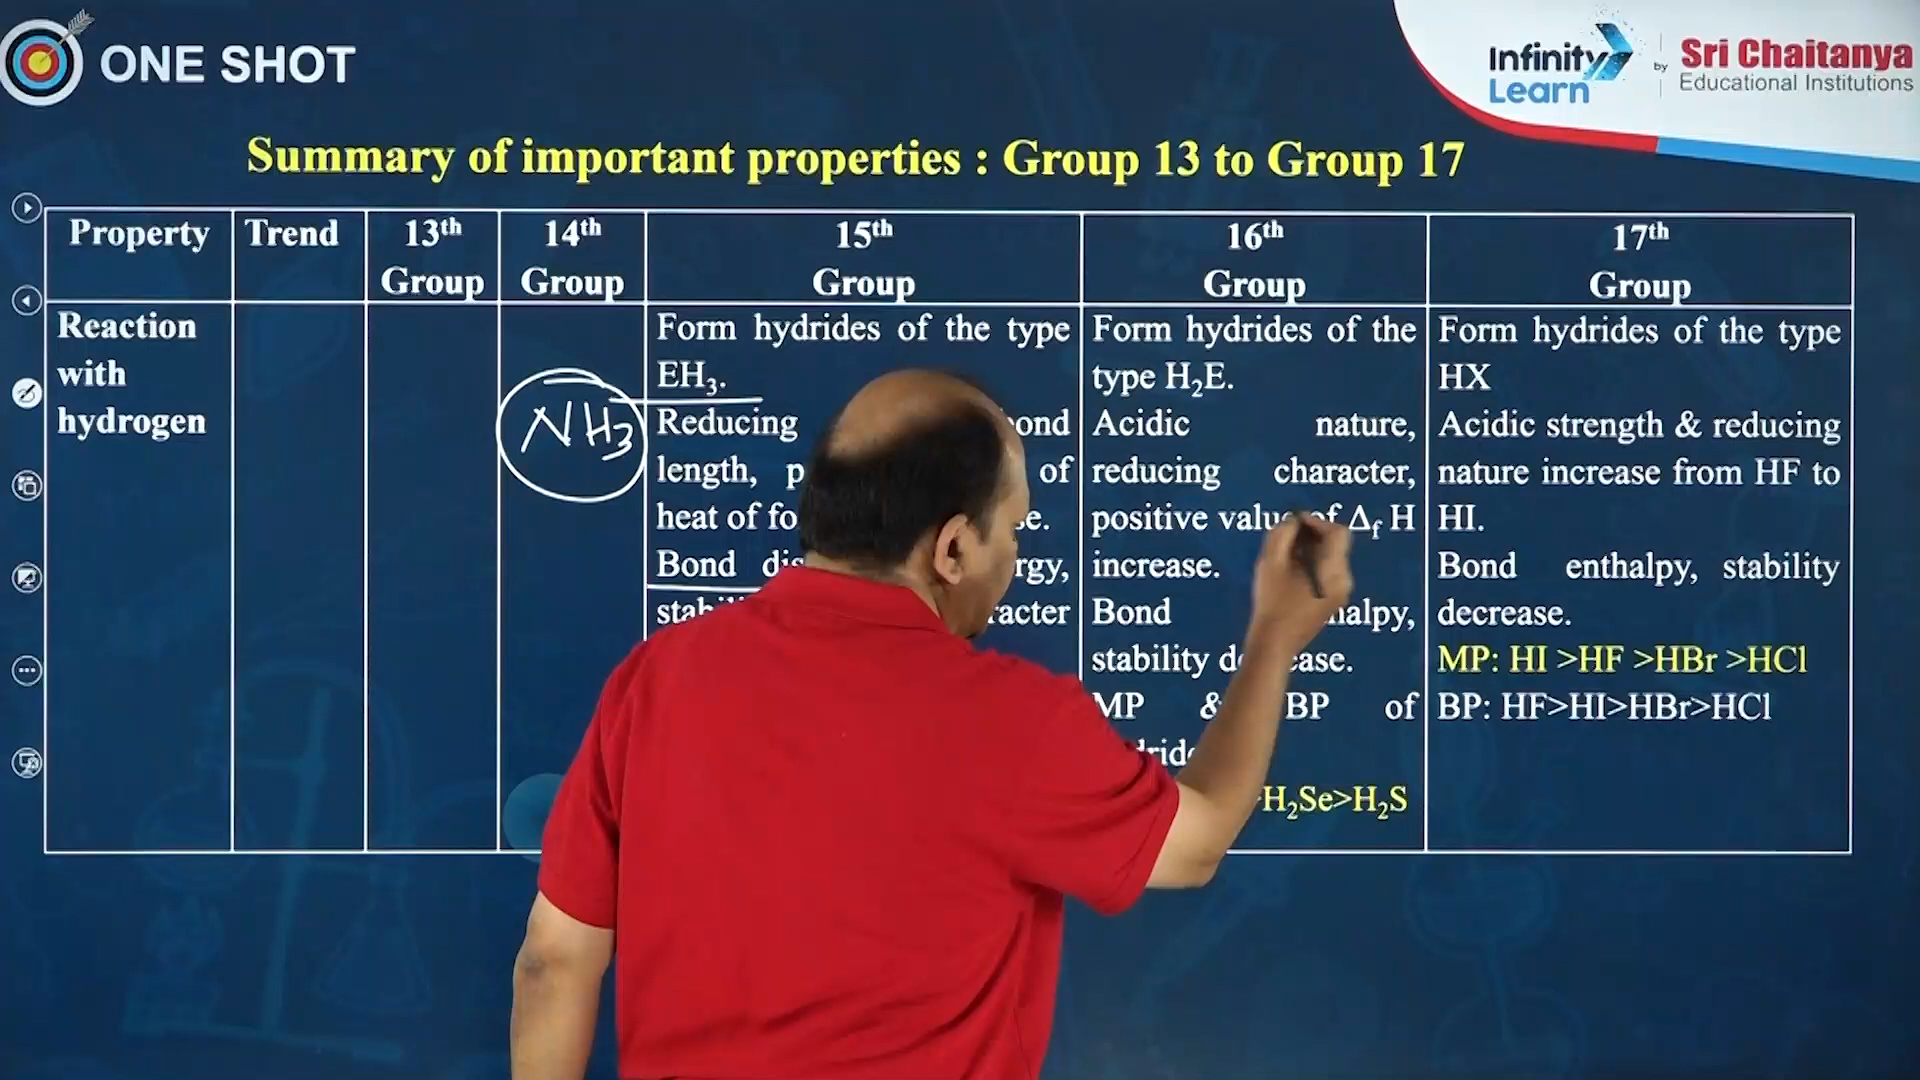 ONE SHOT
Infinity Learn
by
Sri Chaitanya
Educational Institutions
Summary of important properties : Group 13 to Group 17
Property
Trend
13th
Group
14th
Group
15th
Group
16th
Group
17th
Group
Reaction
with
hydrogen
NH3
Form hydrides of the type
EH3.
Reducing
length,
of
heat of
Bond
Form hydrides of the
type H2E.
Acidic nature,
reducing character,
positive value of Δf H
increase.
Bond
stability
MP & BP of
H2Se>H2S
Form hydrides of the type
HX
Acidic strength & reducing
nature increase from HF to
HI.
Bond enthalpy, stability
decrease.
MP: HI >HF >HBr >HCl
BP: HF>HI>HBr>HCl